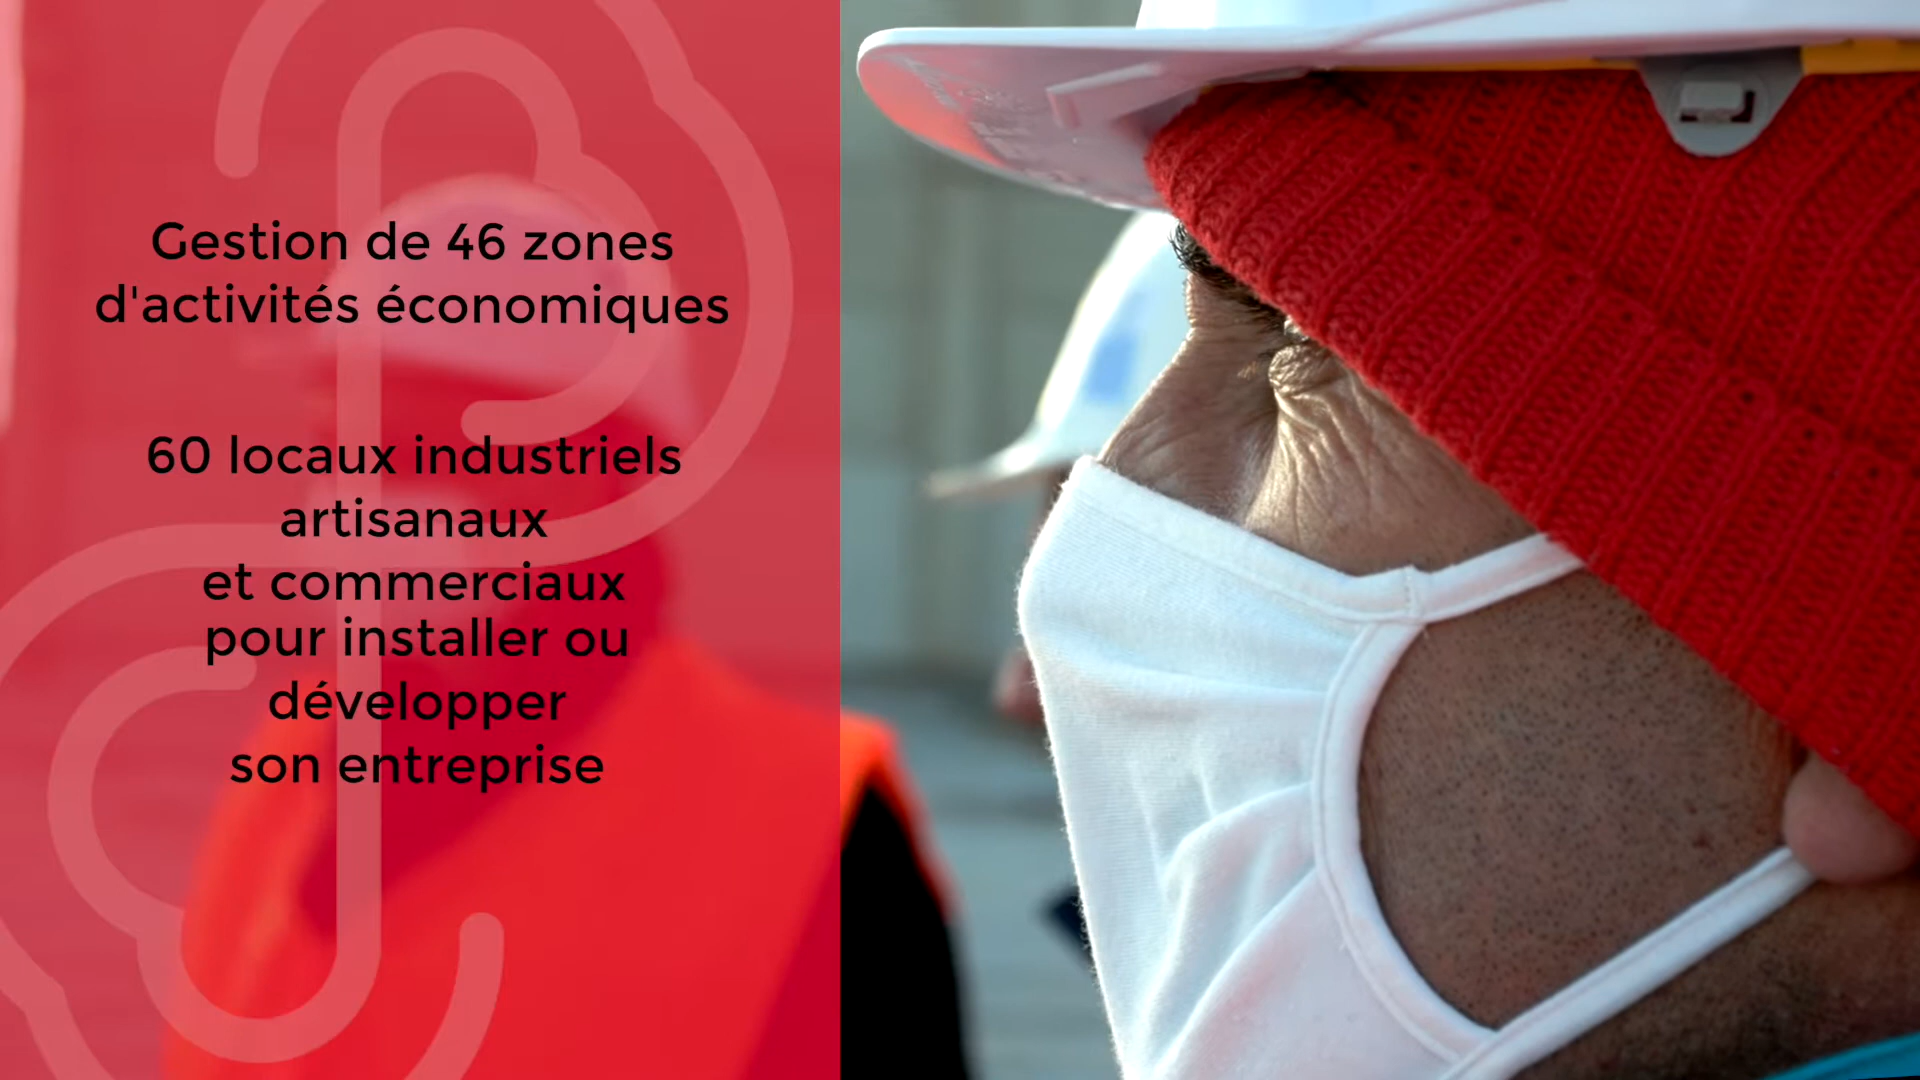 Gestion de 46 zones
d'activités économiques
60 locaux industriels
artisanaux
et commerciaux
pour installer ou
développer
son entreprise